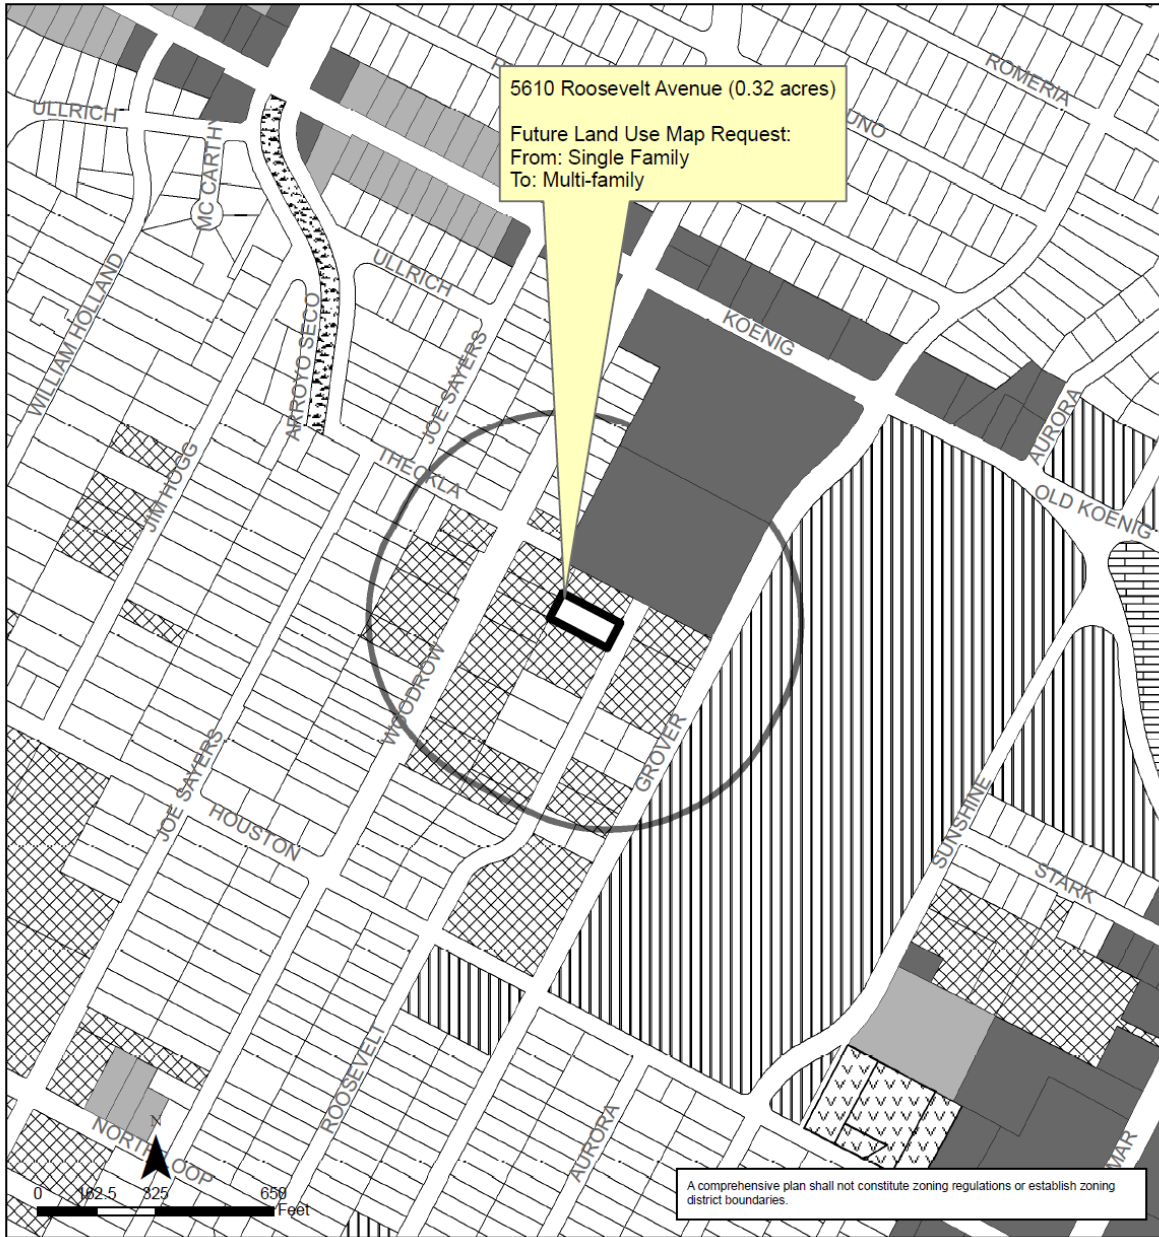 ROMERIA
5610 Roosevelt Avenue (0.32 acres)
Future Land Use Map Request:
From: Single Family
To: Multi-family
UNO
ULLRICH
MC CARTHY
ULLRICH
WILLIAM HOLLAND
ARROYO SECO
JOE SAYERS
KOENIG
AURORA
OLD KOENIG
THECKLA
JIM HOGG
WOODROW
GROVER
JOE SAYERS
HOUSTON
SUNSHINE
STARK
ROOSEVELT
AURORA
NORTH LOOP
MAR
N
0 162.5 325 650
Feet
A comprehensive plan shall not constitute zoning regulations or establish zoning
district boundaries.